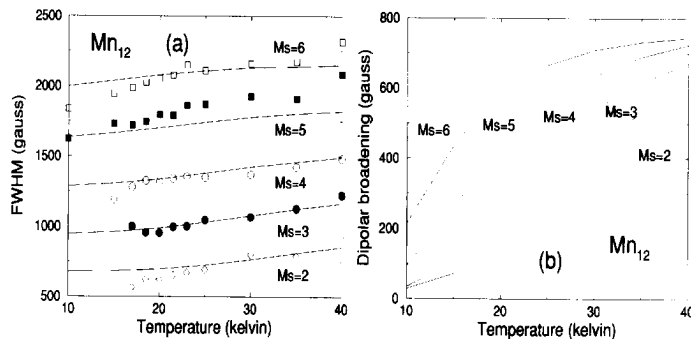 Mn12 (a)
Ms=6
Ms=5
Ms=4
Ms=3
Ms=2
FWHM (gauss)
2500
2000
1500
1000
500
10 20 30 40
Temperature (kelvin)
Dipolar broadening (gauss)
800
600
400
200
0
Ms=6 Ms=5 Ms=4 Ms=3
Ms=2
(b) Mn12
10 20 30 40
Temperature (kelvin)